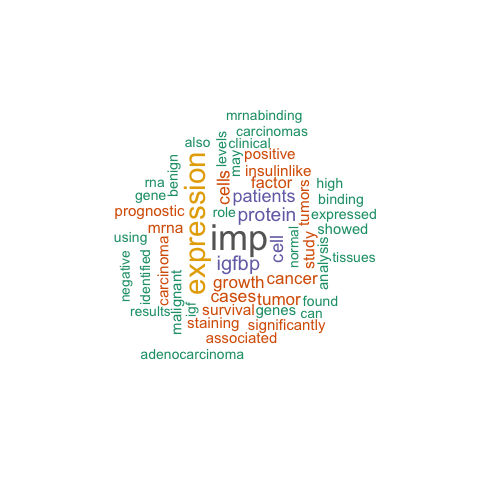 mrnabinding
carcinomas
also
levels
clinical
may
positive
benign
expression
cells
insulinlike
factor
tumors
rna
gene
high
patients
binding
prognostic
role
protein
expressed
mrna
imp
normal
showed
using
cell
study
analysis
tissues
carcinoma
igfbp
negative
identified
growth
cancer
malignant
cases
tumor
found
results
igf
survival
genes
can
staining
significantly
associated
adenocarcinoma